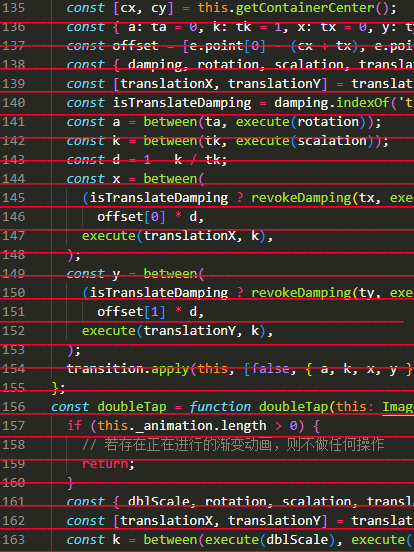 135 const [cx, cy] = this.getContainerCenter();
136 const { a: ta = 0, k: tk = 1, x: tx = 0, y: t
137 const offset = [e.point[0] - (cx + tx), e.poin
138 const { damping, rotation, scalation, transla
139 const [translationX, translationY] = translat
140 const isTranslateDamping = damping.indexOf('t
141 const a = between(ta, execute(rotation));
142 const k = between(tk, execute(scalation));
143 const d = 1 - k / tk;
144 const x = between(
145 (isTranslateDamping ? revokeDamping(tx, exe
146 offset[0] * d,
147 execute(translationX, k),
148 );
149 const y = between(
150 (isTranslateDamping ? revokeDamping(ty, exe
151 offset[1] * d,
152 execute(translationY, k),
153 );
154 transition.apply(this, [false, { a, k, x, y }
155 };
156 const doubleTap = function doubleTap(this: Imag
157 if (this._animation.length > 0) {
158 // 若存在正在进行的渐变动画，则不做任何操作
159 return;
160 }
161 const { dblScale, rotation, scalation, transl
162 const [translationX, translationY] = translat
163 const k = between(execute(dblScale), execute(